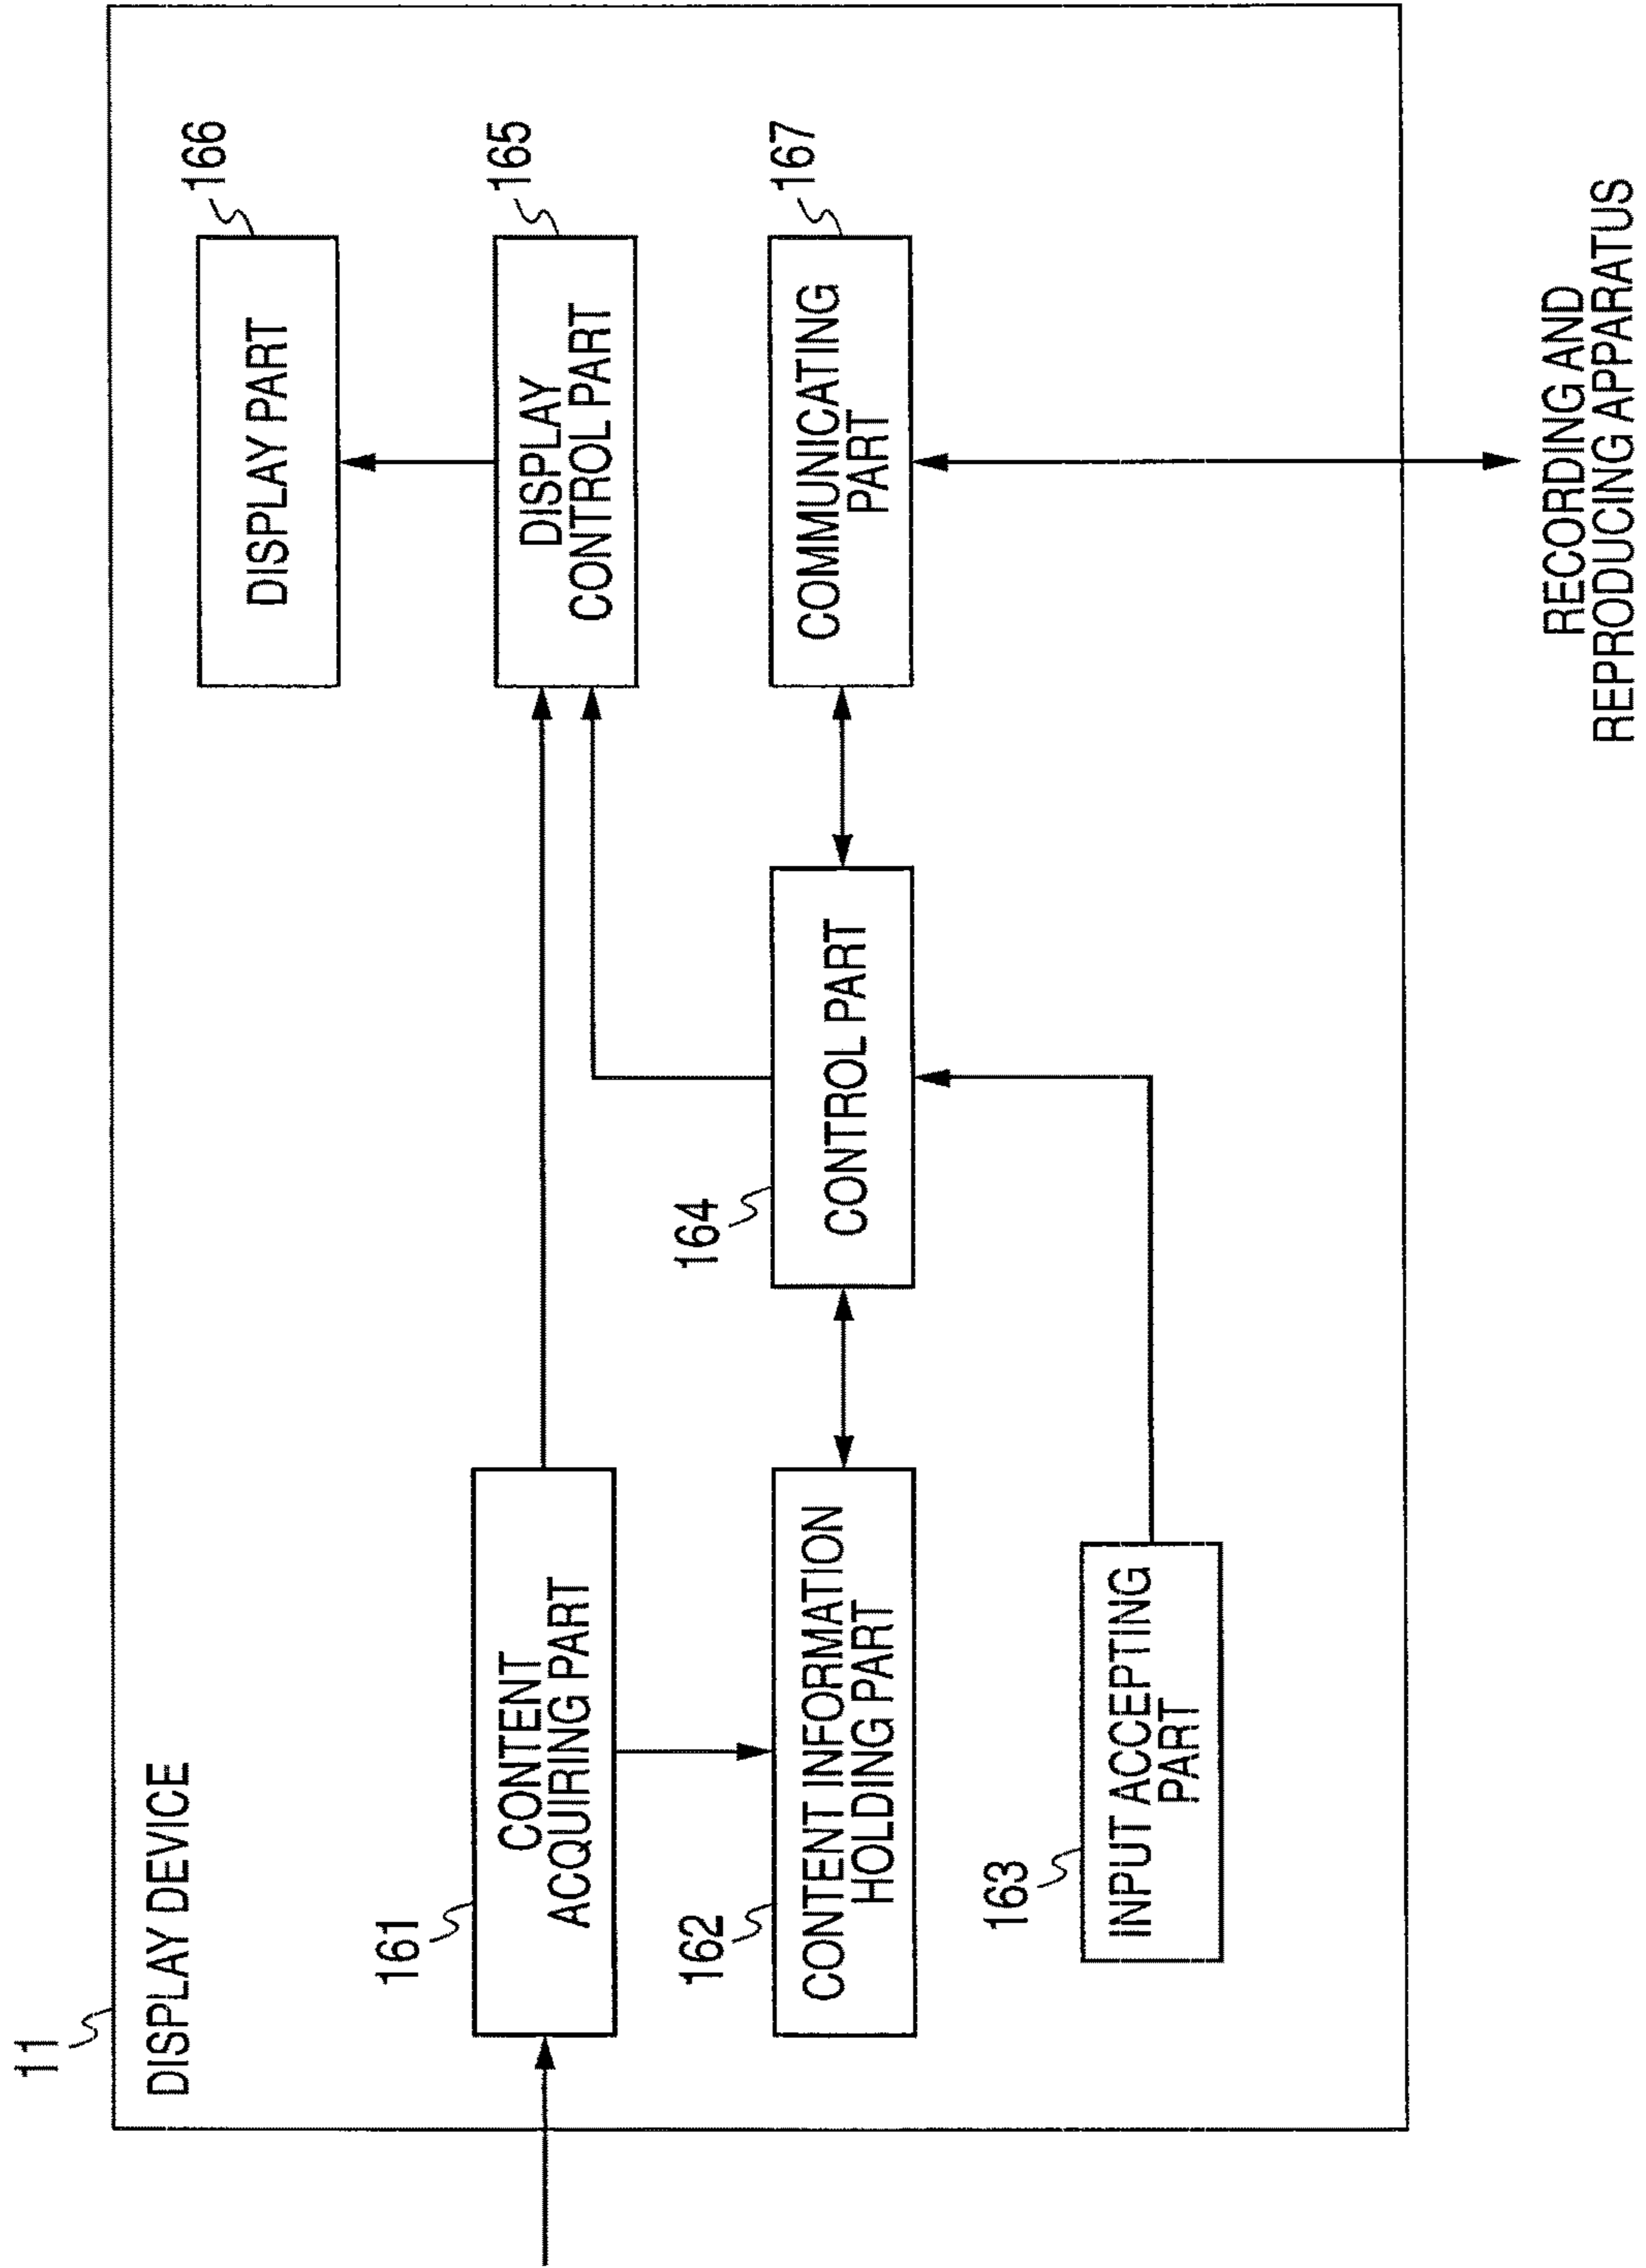 11
DISPLAY DEVICE
161
CONTENT
ACQUIRING PART
162
CONTENT INFORMATION
HOLDING PART
163
INPUT ACCEPTING
PART
164
CONTROL PART
166
DISPLAY PART
165
DISPLAY
CONTROL PART
167
COMMUNICATING
PART
RECORDING AND
REPRODUCING APPARATUS